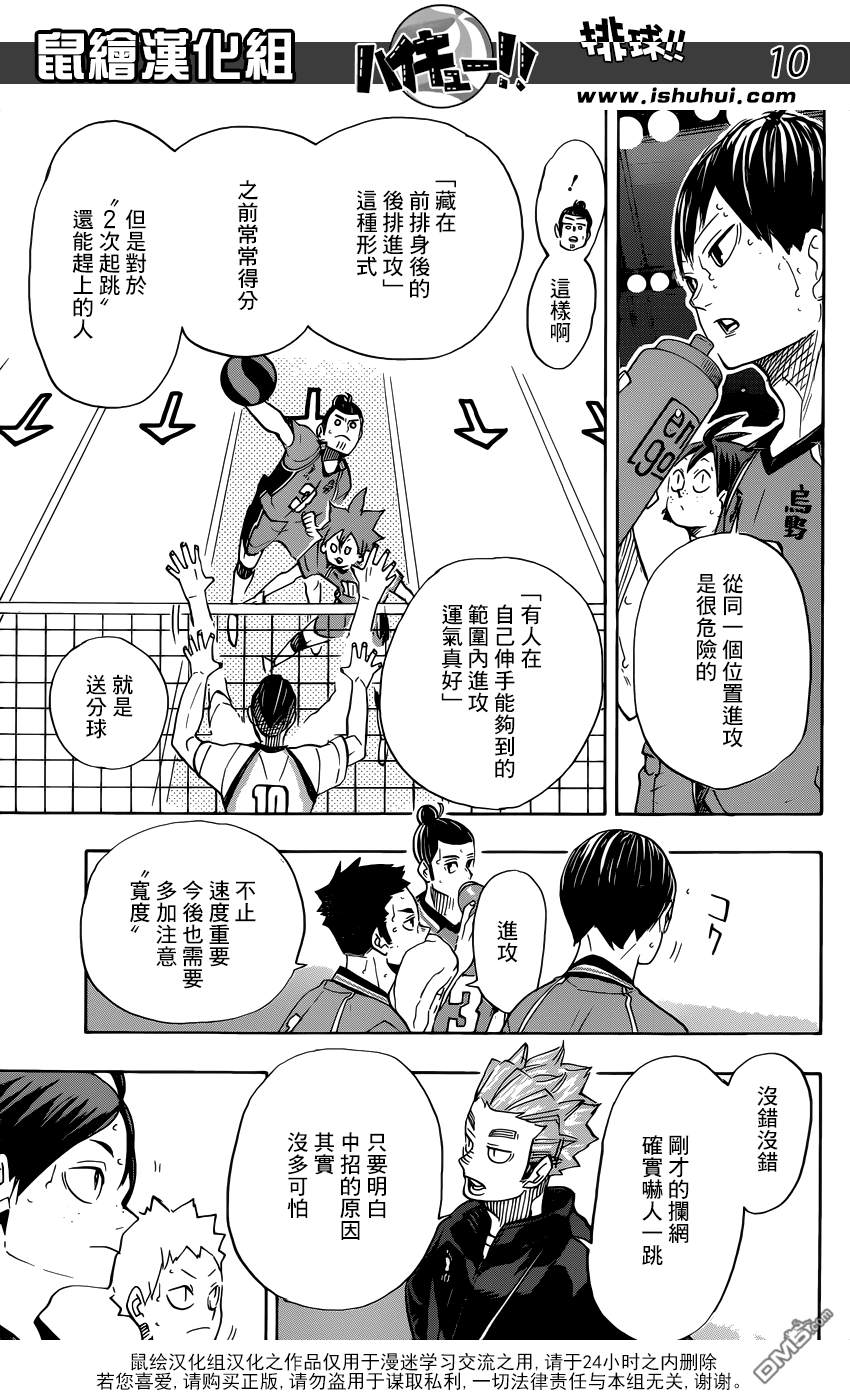 鼠繪漢化組
ハイキュー!!
排球!!
www.ishuhui.com
10
engo
烏野
從同一個位置進攻
是很危險的
!
這樣啊
「藏在
前排身後的
後排進攻」
這種形式
之前常常得分
但是對於
〝2次起跳〞
還能趕上的人
3
10
「有人在
自己伸手能夠到的
範圍內進攻
運氣真好」
就是
送分球
10
コク
進攻
3
不止
速度重要
今後也需要
多加注意
〝寬度〞
沒錯沒錯
剛才的攔網
確實嚇人一跳
只要明白
中招的原因
其實
沒多可怕
DM5.com
鼠绘汉化组汉化之作品仅用于漫迷学习交流之用, 请于24小时之内删除
若您喜爱, 请购买正版, 请勿盗用于谋取私利, 一切法律责任与本组无关, 谢谢.